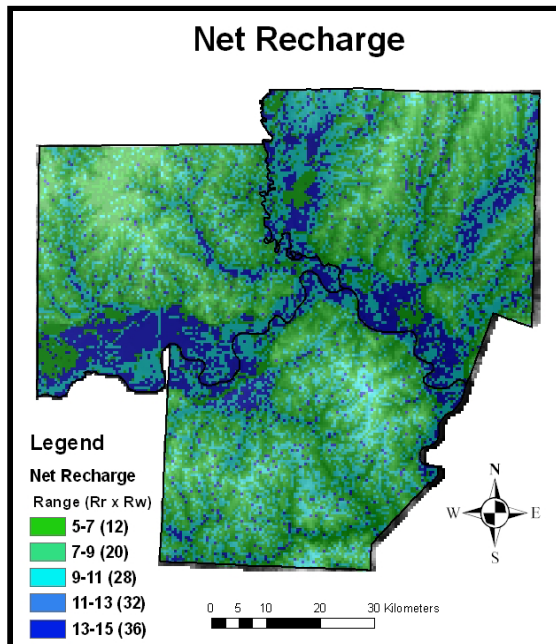 Net Recharge
Legend
Net Recharge
Range (Rr x Rw)
5-7 (12)
7-9 (20)
9-11 (28)
11-13 (32)
13-15 (36)
N
W
E
S
0 5 10 20 30 Kilometers